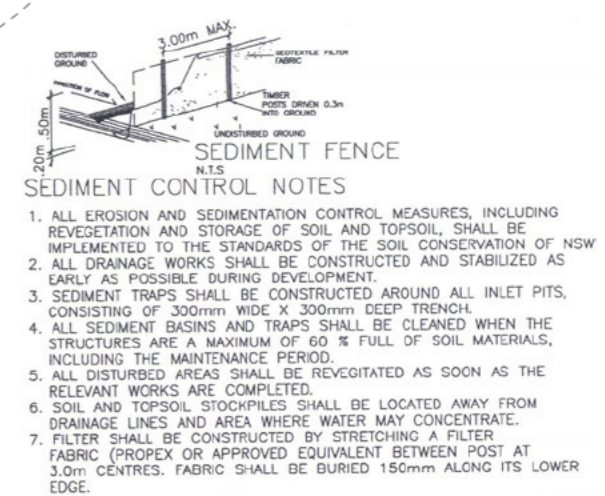 3.00m MAX.
DISTURBED
GROUND
GEOTEXTILE FILTER
FABRIC
DIRECTION OF FLOW
TIMBER
POSTS DRIVEN 0.3m
INTO GROUND
UNDISTURBED GROUND
.20m .50m
SEDIMENT FENCE
N.T.S
SEDIMENT CONTROL NOTES
1. ALL EROSION AND SEDIMENTATION CONTROL MEASURES, INCLUDING
REVEGETATION AND STORAGE OF SOIL AND TOPSOIL, SHALL BE
IMPLEMENTED TO THE STANDARDS OF THE SOIL CONSERVATION OF NSW
2. ALL DRAINAGE WORKS SHALL BE CONSTRUCTED AND STABILIZED AS
EARLY AS POSSIBLE DURING DEVELOPMENT.
3. SEDIMENT TRAPS SHALL BE CONSTRUCTED AROUND ALL INLET PITS,
CONSISTING OF 300mm WIDE X 300mm DEEP TRENCH.
4. ALL SEDIMENT BASINS AND TRAPS SHALL BE CLEANED WHEN THE
STRUCTURES ARE A MAXIMUM OF 60 % FULL OF SOIL MATERIALS,
INCLUDING THE MAINTENANCE PERIOD.
5. ALL DISTURBED AREAS SHALL BE REVEGITATED AS SOON AS THE
RELEVANT WORKS ARE COMPLETED.
6. SOIL AND TOPSOIL STOCKPILES SHALL BE LOCATED AWAY FROM
DRAINAGE LINES AND AREA WHERE WATER MAY CONCENTRATE.
7. FILTER SHALL BE CONSTRUCTED BY STRETCHING A FILTER
FABRIC (PROPEX OR APPROVED EQUIVALENT BETWEEN POST AT
3.0m CENTRES. FABRIC SHALL BE BURIED 150mm ALONG ITS LOWER
EDGE.